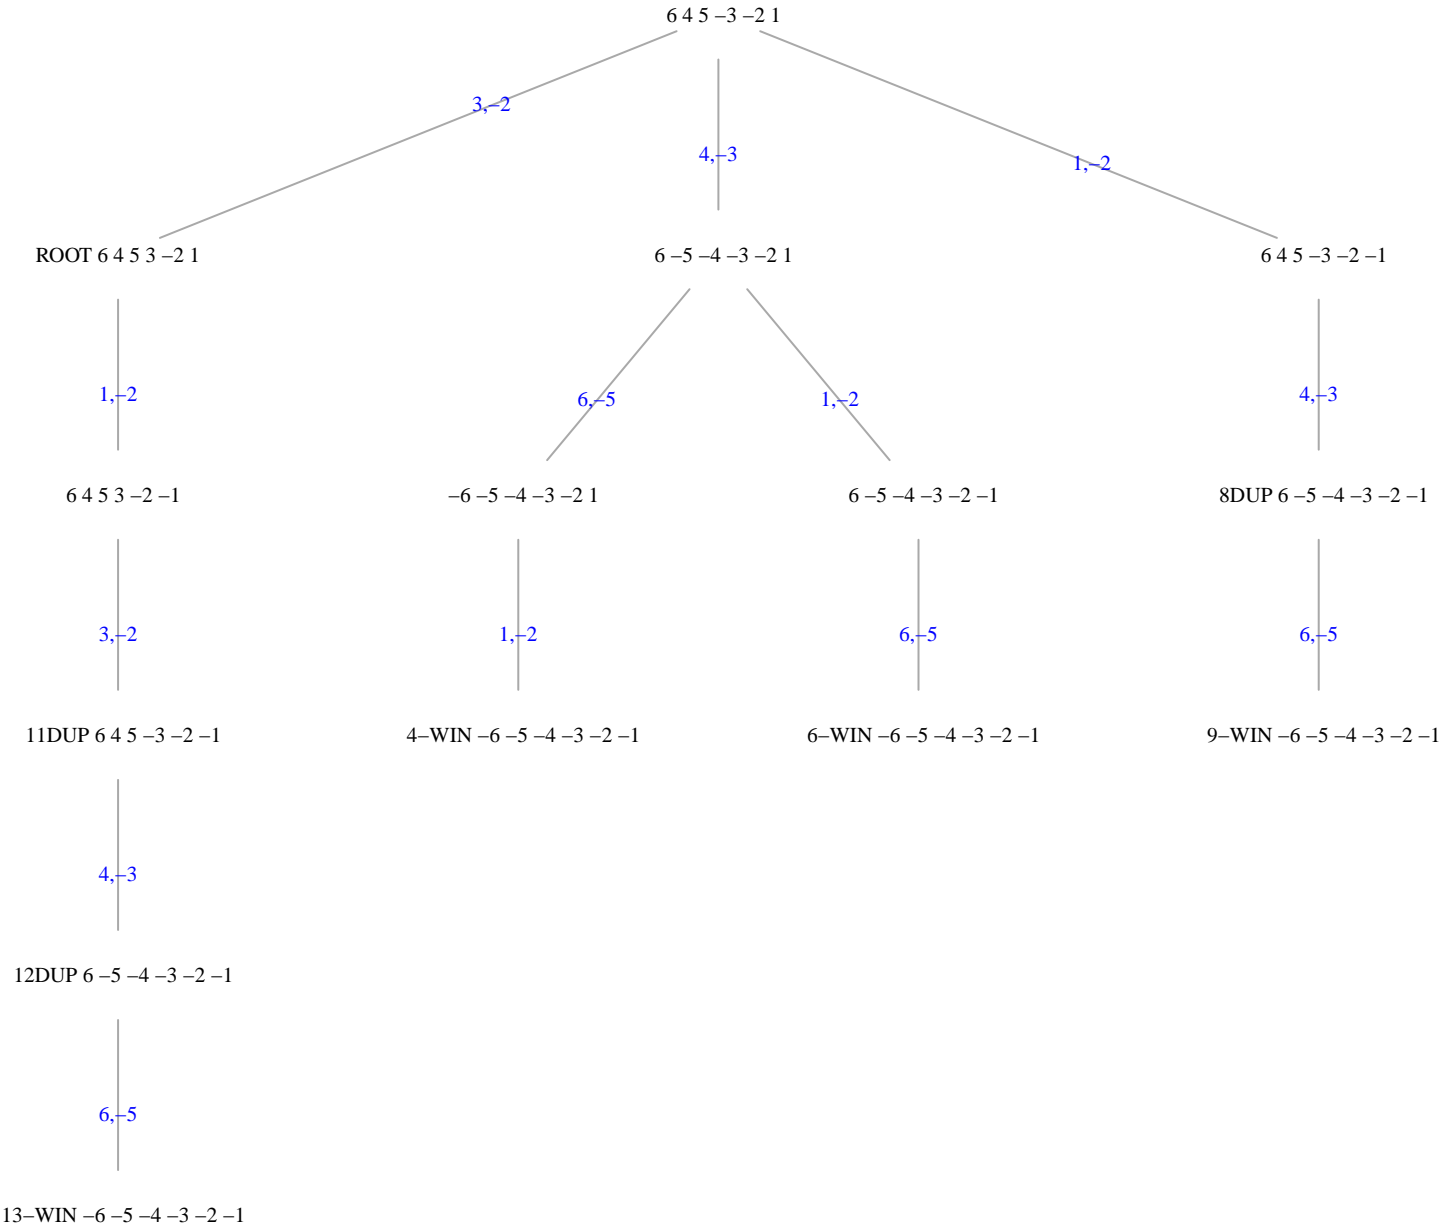 6 4 5 –3 –2 1
3,–2
4,–3
1,–2
ROOT 6 4 5 3 –2 1
6 –5 –4 –3 –2 1
6 4 5 –3 –2 –1
1,–2
6,–5
1,–2
4,–3
6 4 5 3 –2 –1
–6 –5 –4 –3 –2 1
6 –5 –4 –3 –2 –1
8DUP 6 –5 –4 –3 –2 –1
3,–2
1,–2
6,–5
6,–5
11DUP 6 4 5 –3 –2 –1
4–WIN –6 –5 –4 –3 –2 –1
6–WIN –6 –5 –4 –3 –2 –1
9–WIN –6 –5 –4 –3 –2 –1
4,–3
12DUP 6 –5 –4 –3 –2 –1
6,–5
13–WIN –6 –5 –4 –3 –2 –1